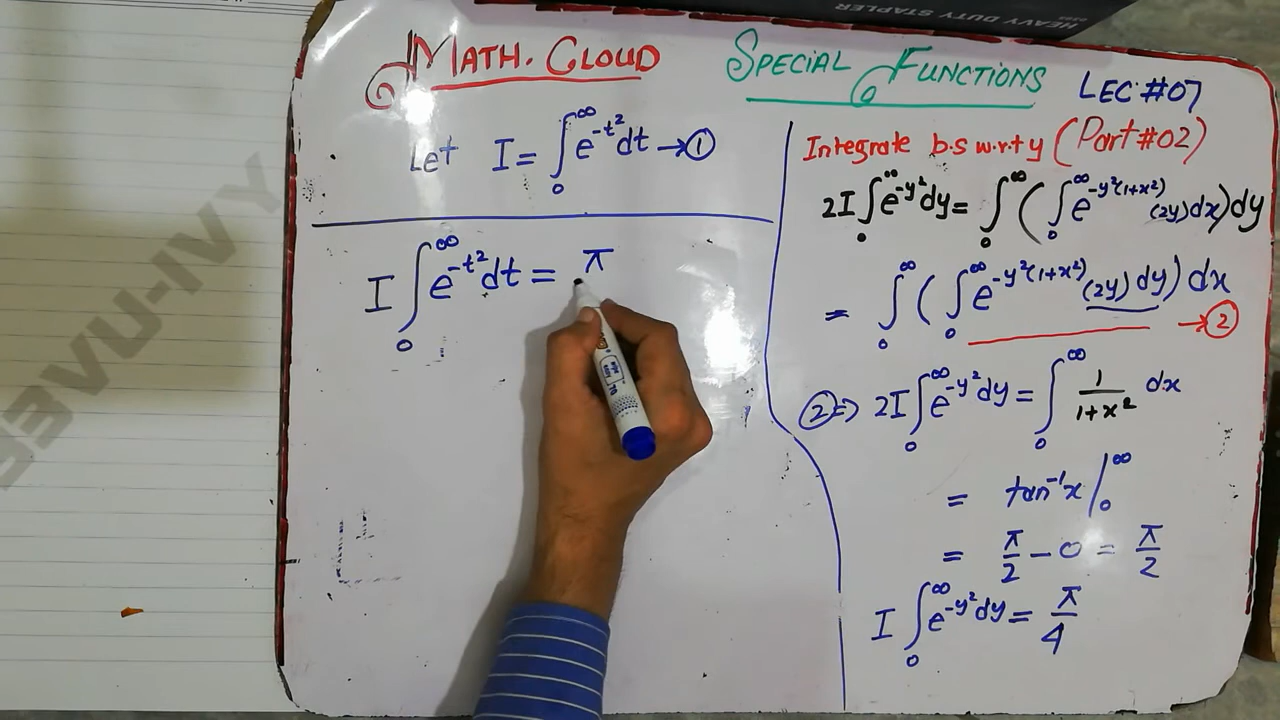 HEAVY DUTY STAPLER
MATH. CLOUD
SPECIAL FUNCTIONS
LEC #07
Let I = ∫₀^∞ e^{-t²} dt → ①
I ∫₀^∞ e^{-t²} dt = π
Integrate b.s w.r.t y (Part #02)
2I ∫₀^∞ e^{-y²} dy = ∫₀^∞ ( ∫₀^∞ e^{-y²(1+x²)} (2y) dx ) dy
= ∫₀^∞ ( ∫₀^∞ e^{-y²(1+x²)} (2y) dy ) dx
→ ②
② ⇒ 2I ∫₀^∞ e^{-y²} dy = ∫₀^∞ 1/(1+x²) dx
= tan⁻¹x |₀^∞
= π/2 - 0 = π/2
I ∫₀^∞ e^{-y²} dy = π/4